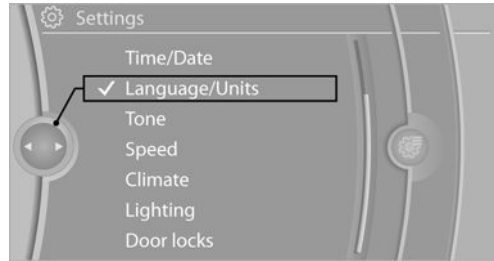 Settings
Time/Date
Language/Units
Tone
Speed
Climate
Lighting
Door locks